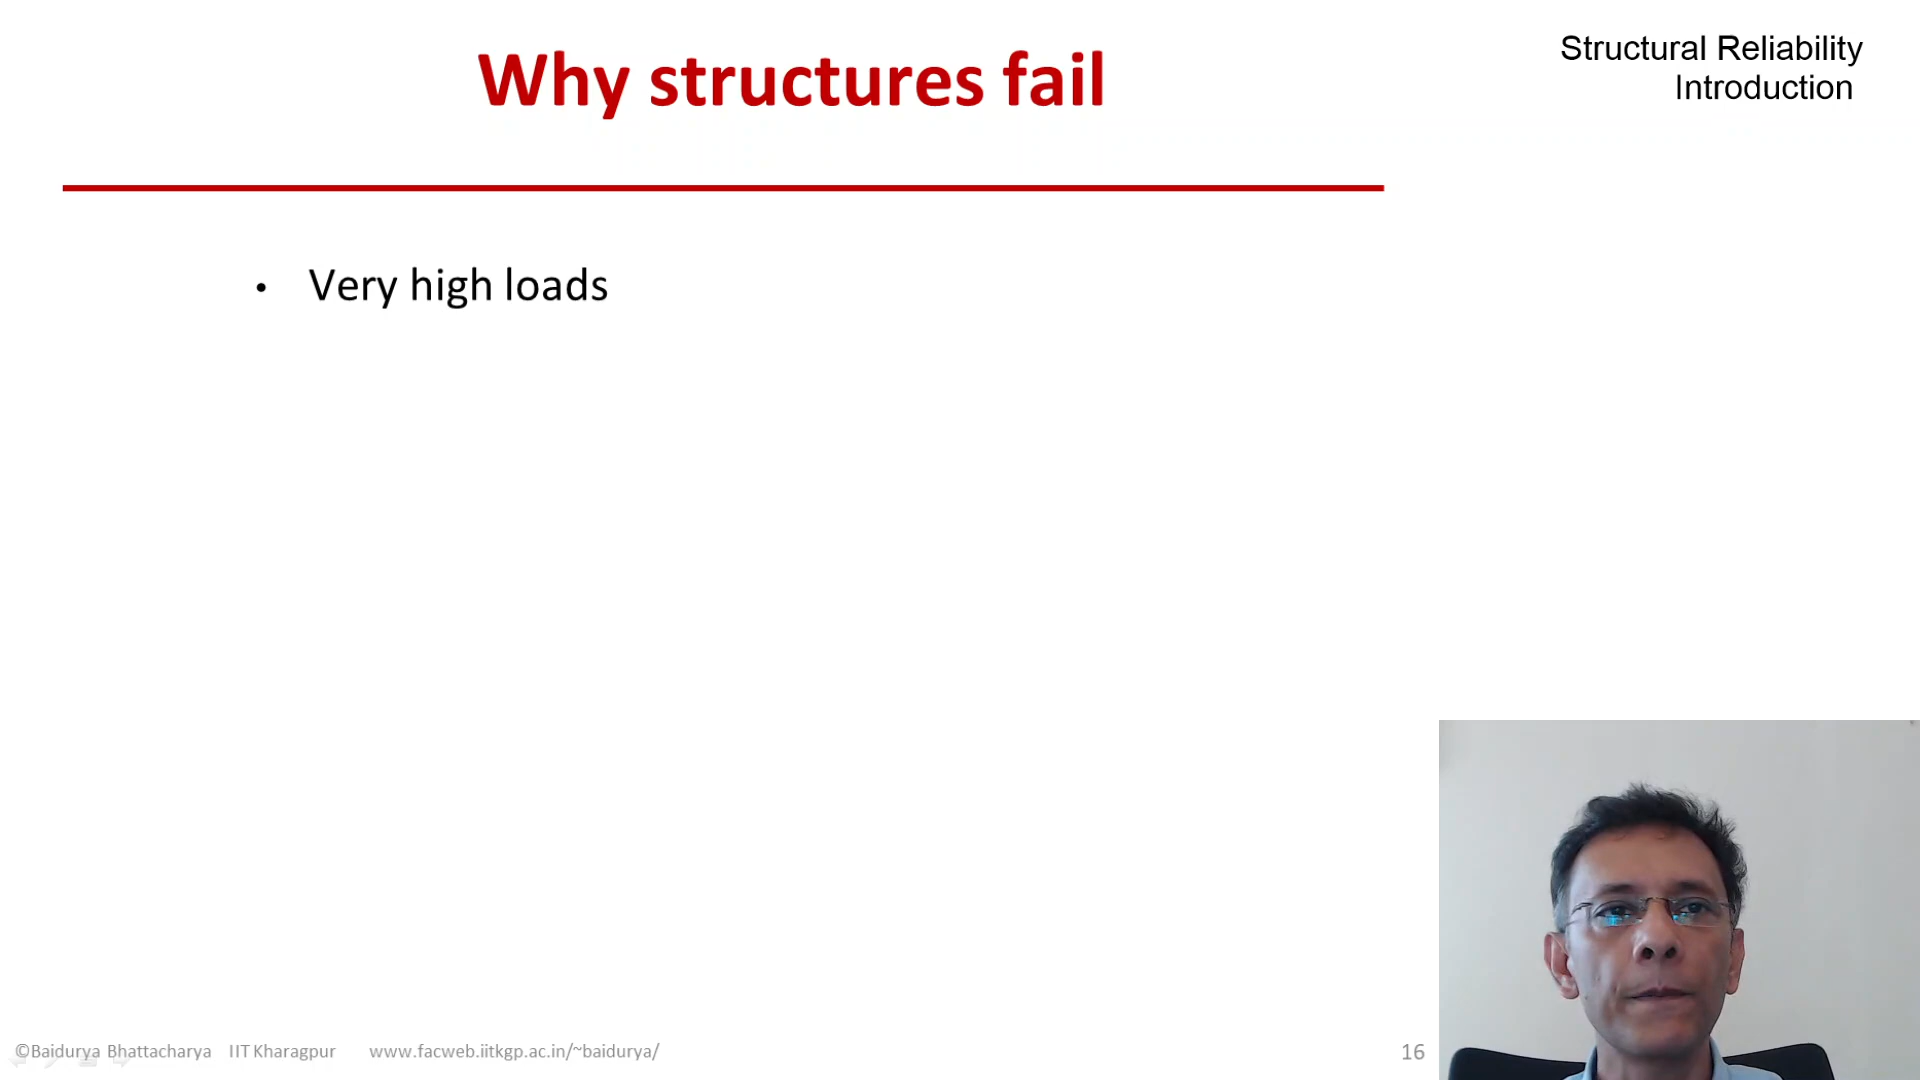 Why structures fail
Structural Reliability
Introduction
• Very high loads
©Baidurya Bhattacharya IIT Kharagpur www.facweb.iitkgp.ac.in/~baidurya/
16